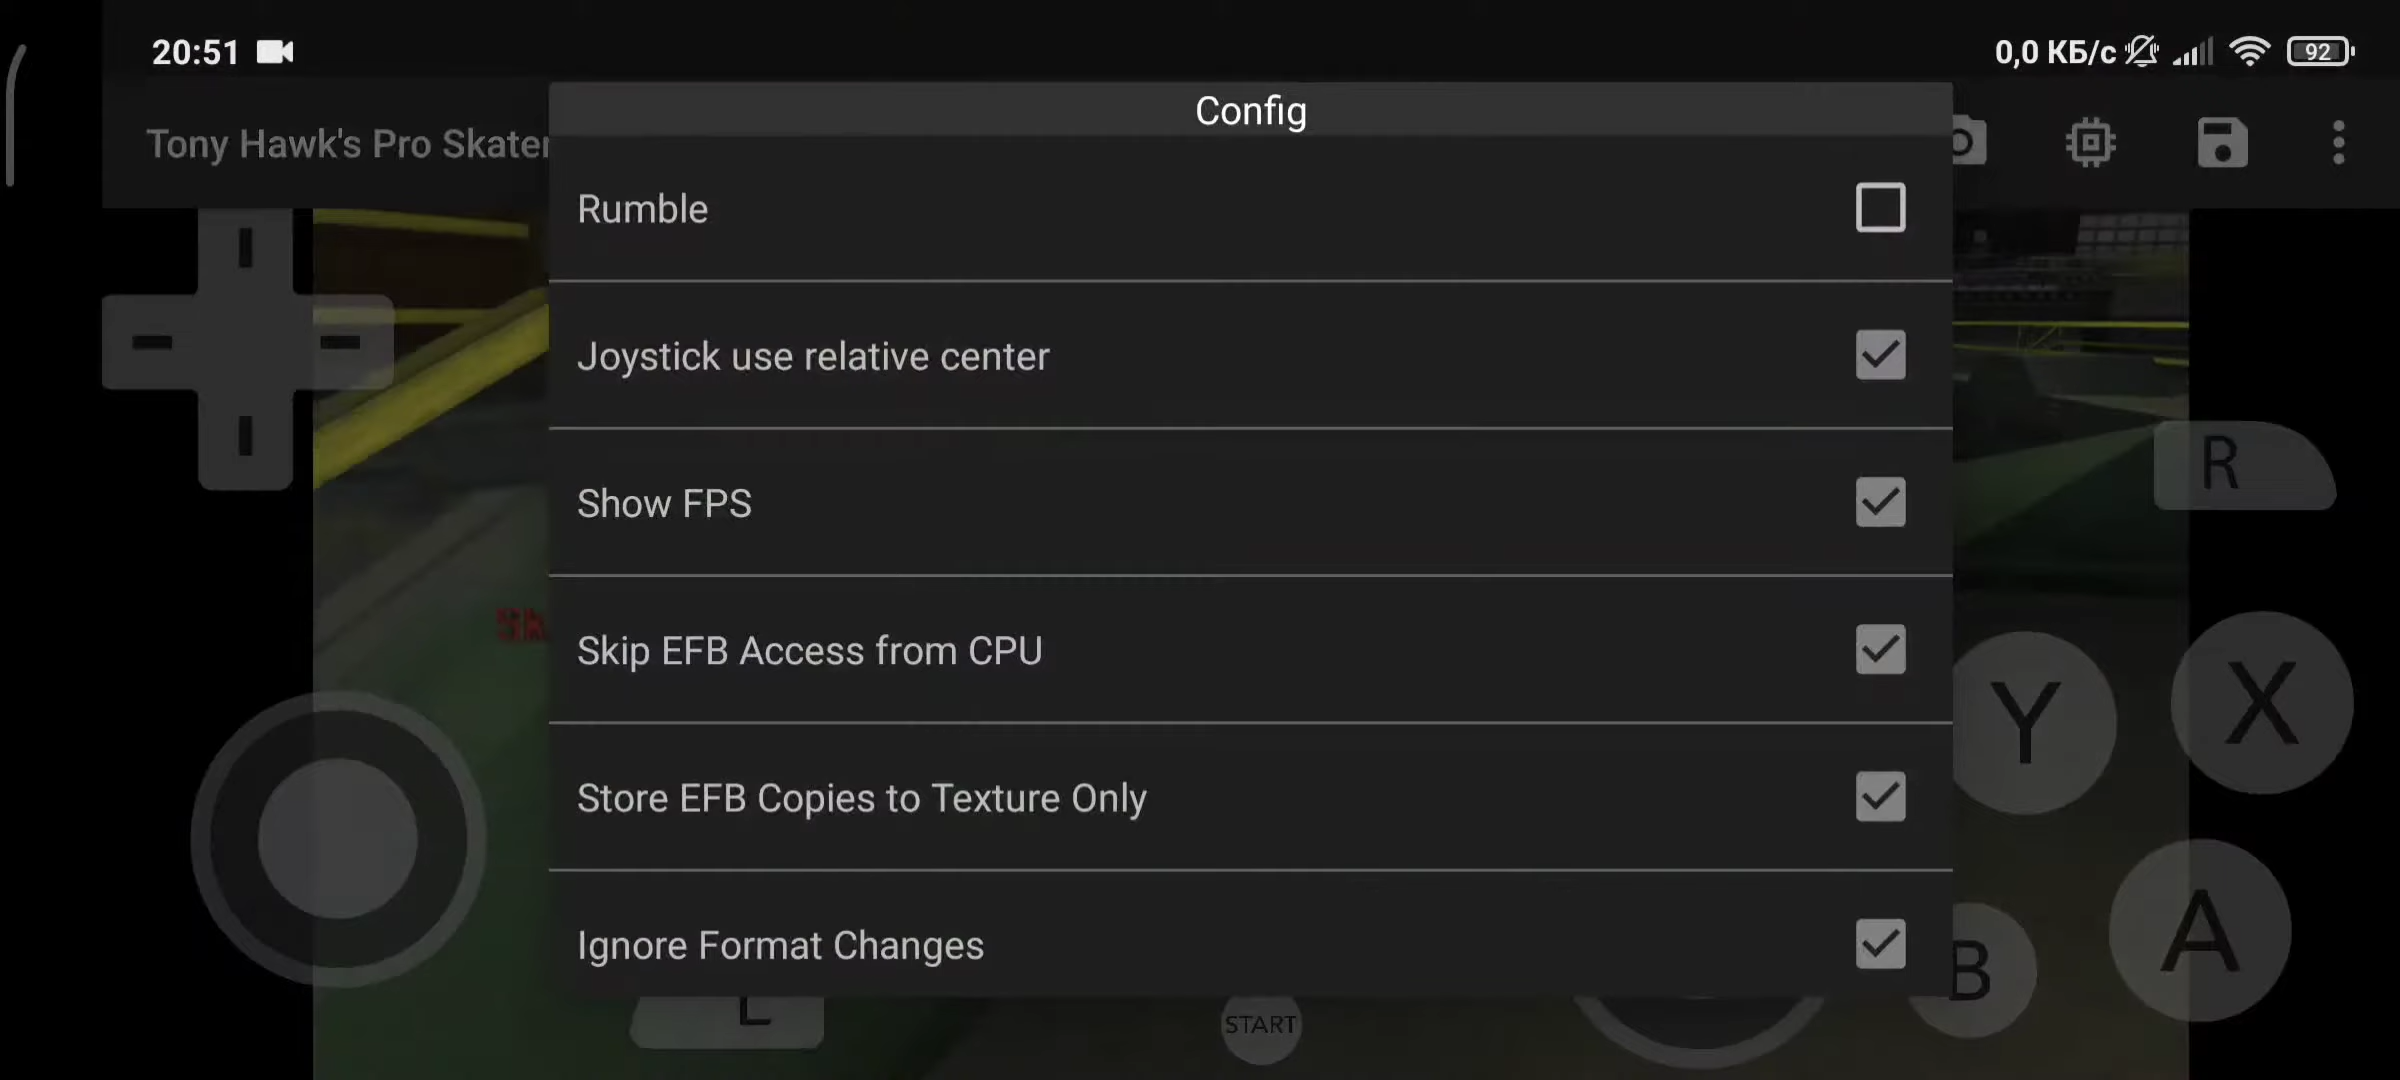 20:51
0,0 КБ/с
92
Config
Tony Hawk's Pro Skater
Rumble
Joystick use relative center
Show FPS
R
Skip EFB Access from CPU
Y
X
Store EFB Copies to Texture Only
A
Ignore Format Changes
B
L
START